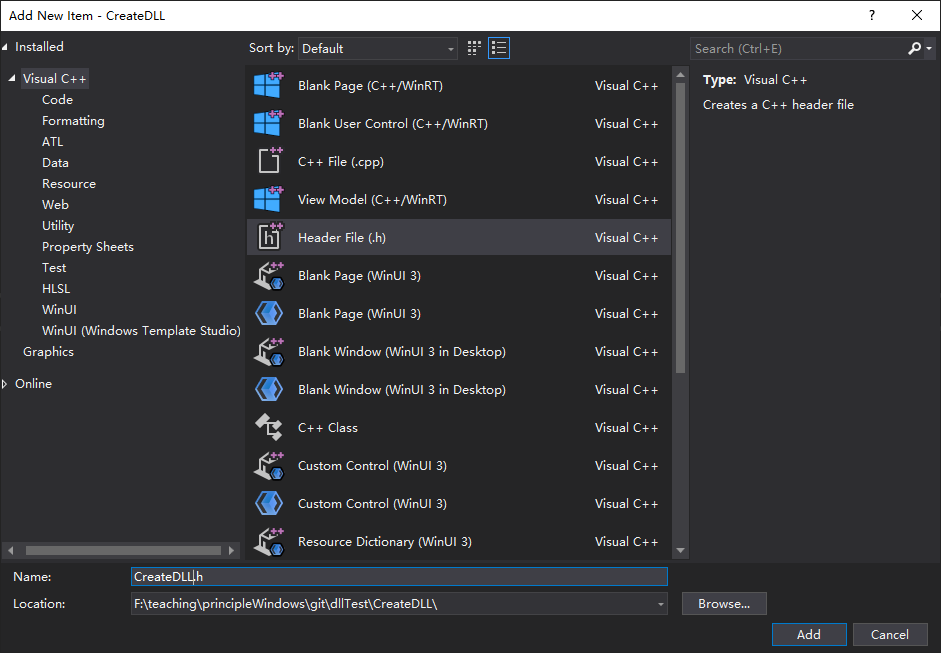 Add New Item - CreateDLL
?
Installed
Sort by: Default
Search (Ctrl+E)
Visual C++
Code
Formatting
ATL
Data
Resource
Web
Utility
Property Sheets
Test
HLSL
WinUI
WinUI (Windows Template Studio)
Graphics
Online
Blank Page (C++/WinRT) Visual C++
Blank User Control (C++/WinRT) Visual C++
C++ File (.cpp) Visual C++
View Model (C++/WinRT) Visual C++
Header File (.h) Visual C++
Blank Page (WinUI 3) Visual C++
Blank Page (WinUI 3) Visual C++
Blank Window (WinUI 3 in Desktop) Visual C++
Blank Window (WinUI 3 in Desktop) Visual C++
C++ Class Visual C++
Custom Control (WinUI 3) Visual C++
Custom Control (WinUI 3) Visual C++
Resource Dictionary (WinUI 3) Visual C++
Type: Visual C++
Creates a C++ header file
Name: CreateDLL.h
Location: F:\teaching\principleWindows\git\dllTest\CreateDLL\
Browse...
Add Cancel